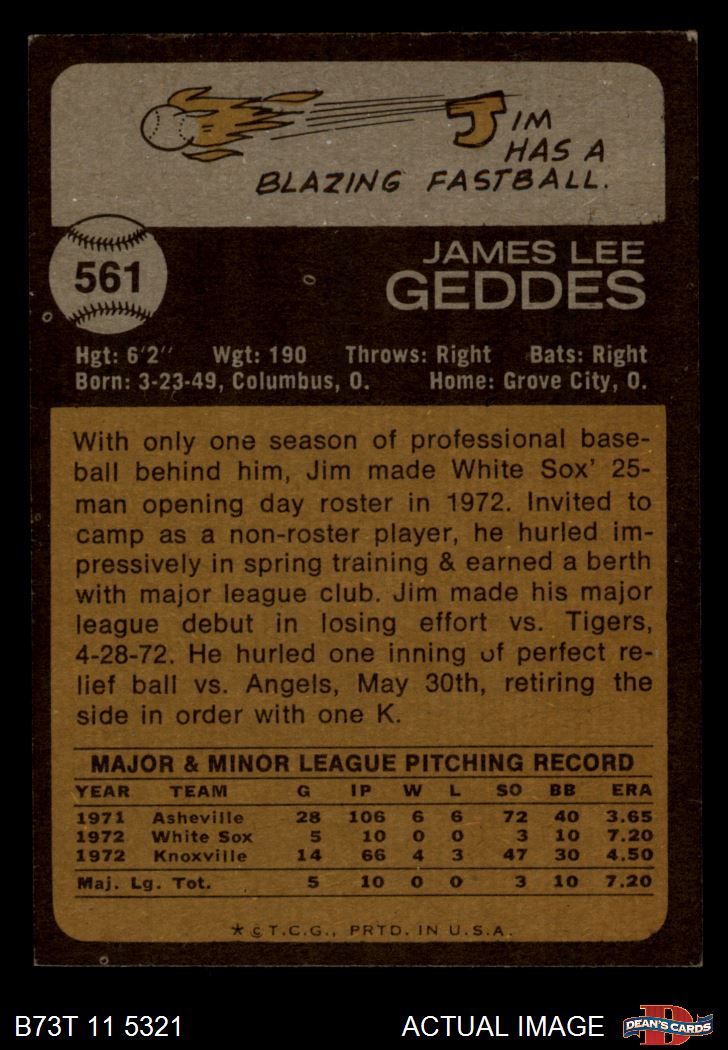 JIM
HAS A
BLAZING FASTBALL.
561
JAMES LEE
GEDDES
Hgt: 6'2" Wgt: 190 Throws: Right Bats: Right
Born: 3-23-49, Columbus, O. Home: Grove City, O.
With only one season of professional base-
ball behind him, Jim made White Sox' 25-
man opening day roster in 1972. Invited to
camp as a non-roster player, he hurled im-
pressively in spring training & earned a berth
with major league club. Jim made his major
league debut in losing effort vs. Tigers,
4-28-72. He hurled one inning of perfect re-
lief ball vs. Angels, May 30th, retiring the
side in order with one K.
MAJOR & MINOR LEAGUE PITCHING RECORD
YEAR TEAM G IP W L SO BB ERA
1971 Asheville 28 106 6 6 72 40 3.65
1972 White Sox 5 10 0 0 3 10 7.20
1972 Knoxville 14 66 4 3 47 30 4.50
Maj. Lg. Tot. 5 10 0 0 3 10 7.20
* © T.C.G., PRTD. IN U.S.A.
B73T 11 5321 ACTUAL IMAGE D DEAN'S CARDS